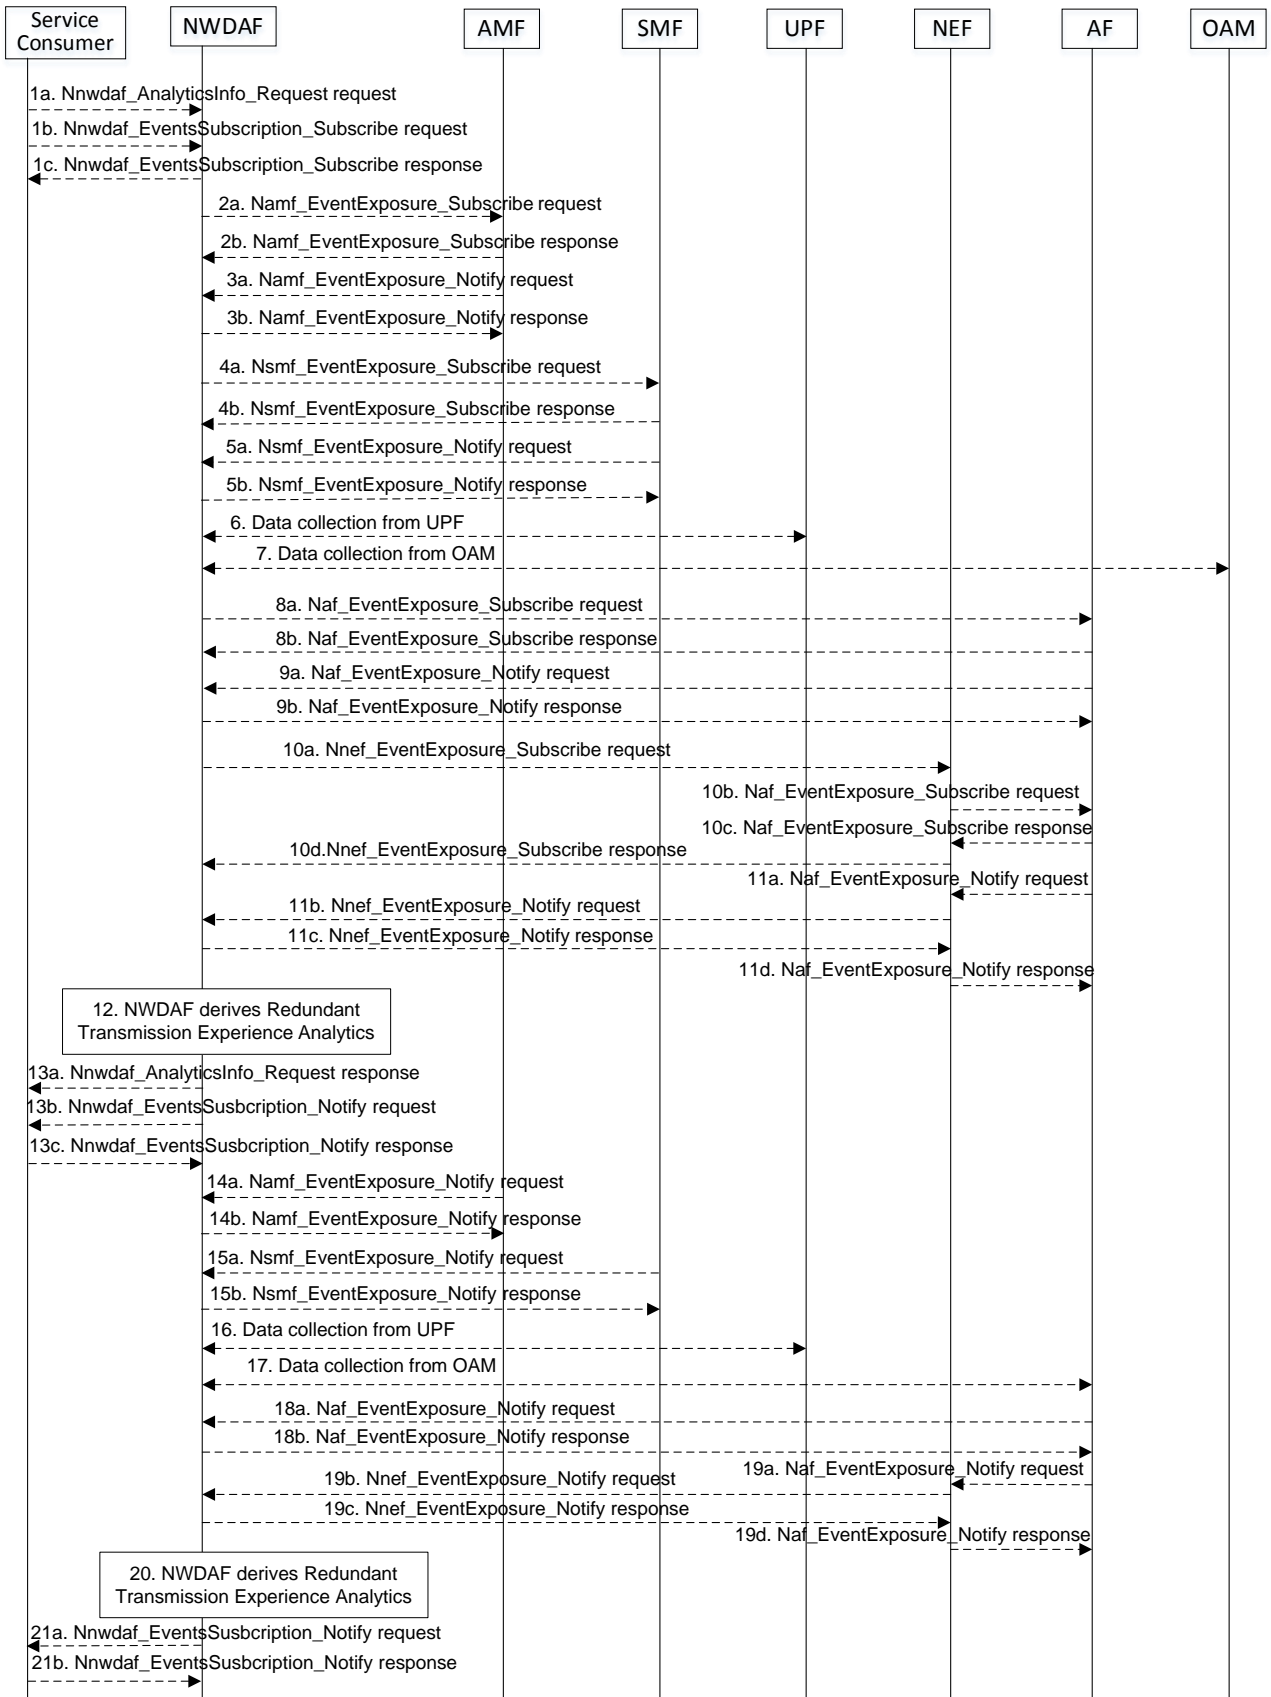 Service
Consumer
NWDAF
AMF
SMF
UPF
NEF
AF
OAM
1a. Nnwdaf_AnalyticsInfo_Request request
1b. Nnwdaf_EventsSubscription_Subscribe request
1c. Nnwdaf_EventsSubscription_Subscribe response
2a. Namf_EventExposure_Subscribe request
2b. Namf_EventExposure_Subscribe response
3a. Namf_EventExposure_Notify request
3b. Namf_EventExposure_Notify response
4a. Nsmf_EventExposure_Subscribe request
4b. Nsmf_EventExposure_Subscribe response
5a. Nsmf_EventExposure_Notify request
5b. Nsmf_EventExposure_Notify response
6. Data collection from UPF
7. Data collection from OAM
8a. Naf_EventExposure_Subscribe request
8b. Naf_EventExposure_Subscribe response
9a. Naf_EventExposure_Notify request
9b. Naf_EventExposure_Notify response
10a. Nnef_EventExposure_Subscribe request
10b. Naf_EventExposure_Subscribe request
10c. Naf_EventExposure_Subscribe response
10d.Nnef_EventExposure_Subscribe response
11a. Naf_EventExposure_Notify request
11b. Nnef_EventExposure_Notify request
11c. Nnef_EventExposure_Notify response
11d. Naf_EventExposure_Notify response
12. NWDAF derives Redundant
Transmission Experience Analytics
13a. Nnwdaf_AnalyticsInfo_Request response
13b. Nnwdaf_EventsSusbcription_Notify request
13c. Nnwdaf_EventsSusbcription_Notify response
14a. Namf_EventExposure_Notify request
14b. Namf_EventExposure_Notify response
15a. Nsmf_EventExposure_Notify request
15b. Nsmf_EventExposure_Notify response
16. Data collection from UPF
17. Data collection from OAM
18a. Naf_EventExposure_Notify request
18b. Naf_EventExposure_Notify response
19a. Naf_EventExposure_Notify request
19b. Nnef_EventExposure_Notify request
19c. Nnef_EventExposure_Notify response
19d. Naf_EventExposure_Notify response
20. NWDAF derives Redundant
Transmission Experience Analytics
21a. Nnwdaf_EventsSusbcription_Notify request
21b. Nnwdaf_EventsSusbcription_Notify response